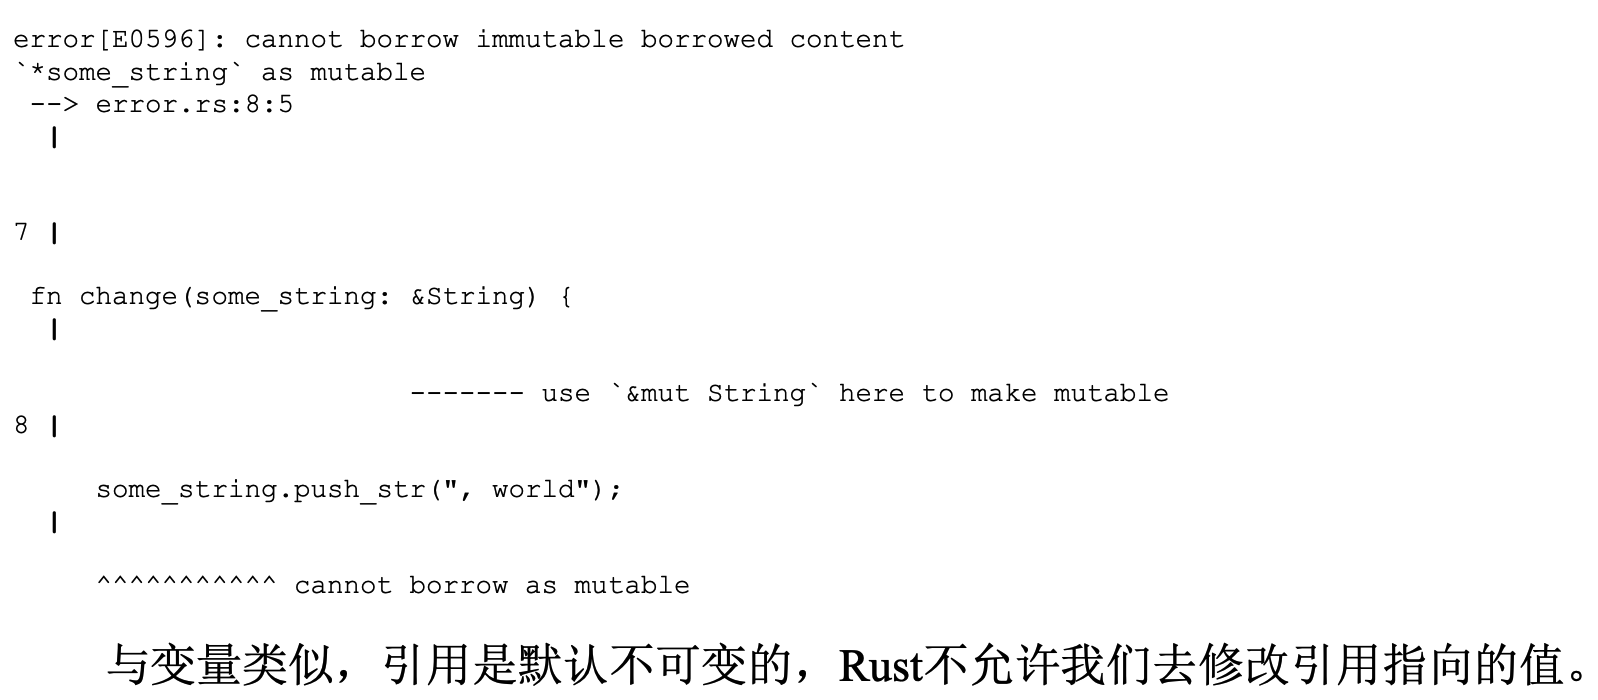 error[E0596]: cannot borrow immutable borrowed content
`*some_string` as mutable
 --> error.rs:8:5
  |
7 |
 fn change(some_string: &String) {
  |
                        ------- use `&mut String` here to make mutable
8 |
     some_string.push_str(", world");
  |
     ^^^^^^^^^^^ cannot borrow as mutable
与变量类似，引用是默认不可变的，Rust不允许我们去修改引用指向的值。